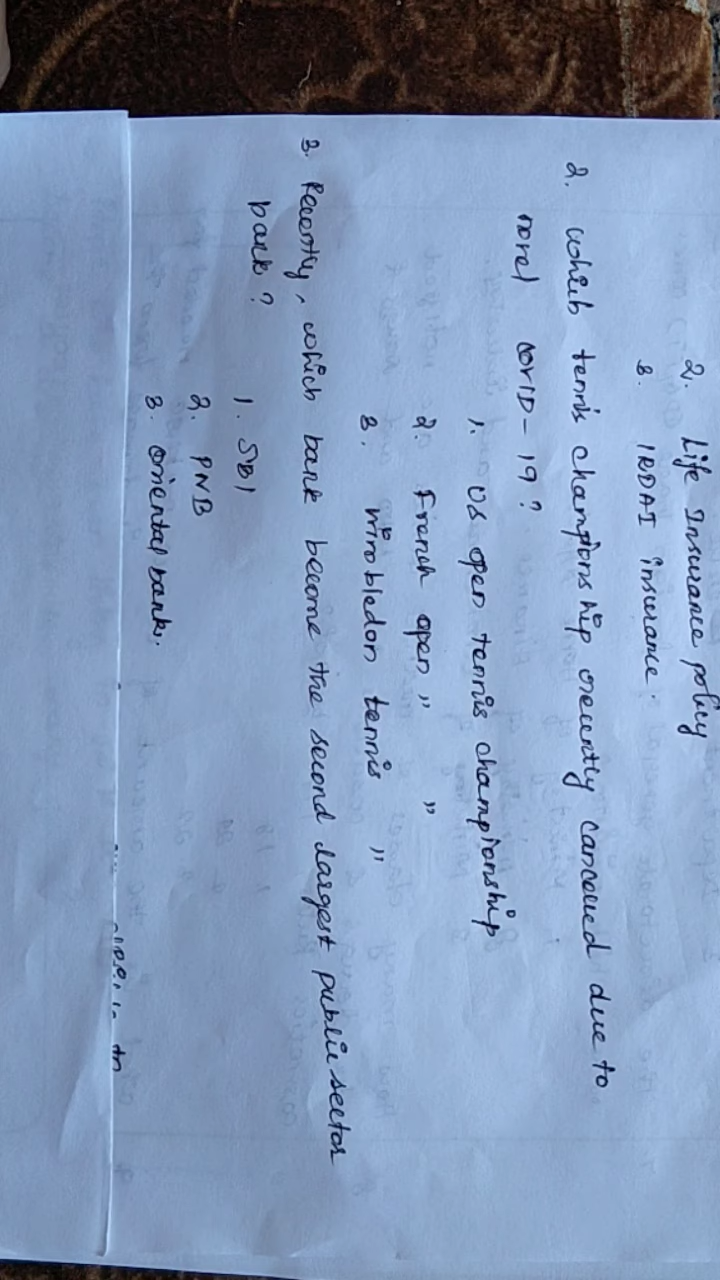 2. Life Insurance policy
3. IRDAI insurance.
2. which tennis championship recently cancelled due to
novel COVID-19?
1. US open tennis championship
2. French open " "
3. Wimbledon tennis "
3. Recently, which bank become the second largest public sector
bank?
1. SBI
2. PNB
3. Oriental bank.